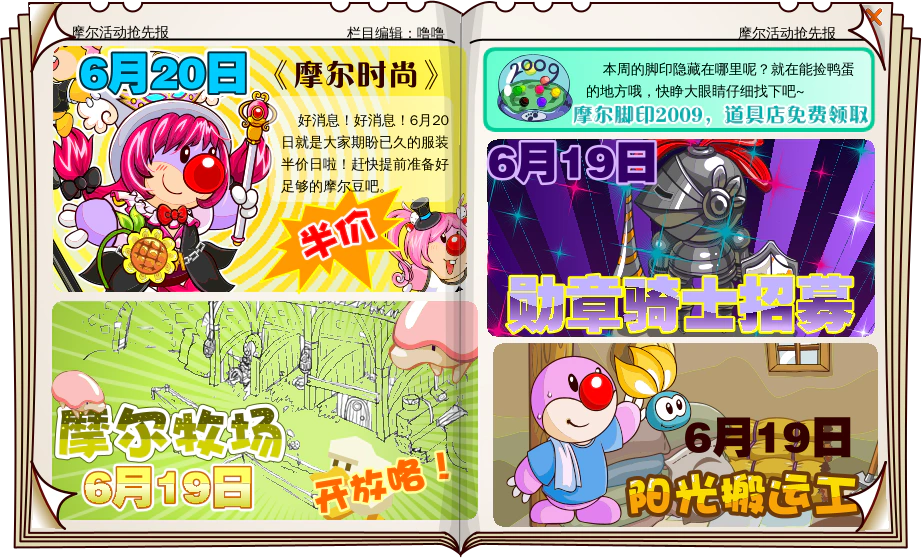 摩尔活动抢先报
栏目编辑：噜噜
6月20日
《摩尔时尚》
好消息！好消息！6月20
日就是大家期盼已久的服装
半价日啦！赶快提前准备好
足够的摩尔豆吧。
半价
摩尔牧场
6月19日
开放咯！
摩尔活动抢先报
2009
本周的脚印隐藏在哪里呢？就在能捡鸭蛋
的地方哦，快睁大眼睛仔细找下吧~
摩尔脚印2009，道具店免费领取
6月19日
勋章骑士招募
6月19日
阳光搬运工